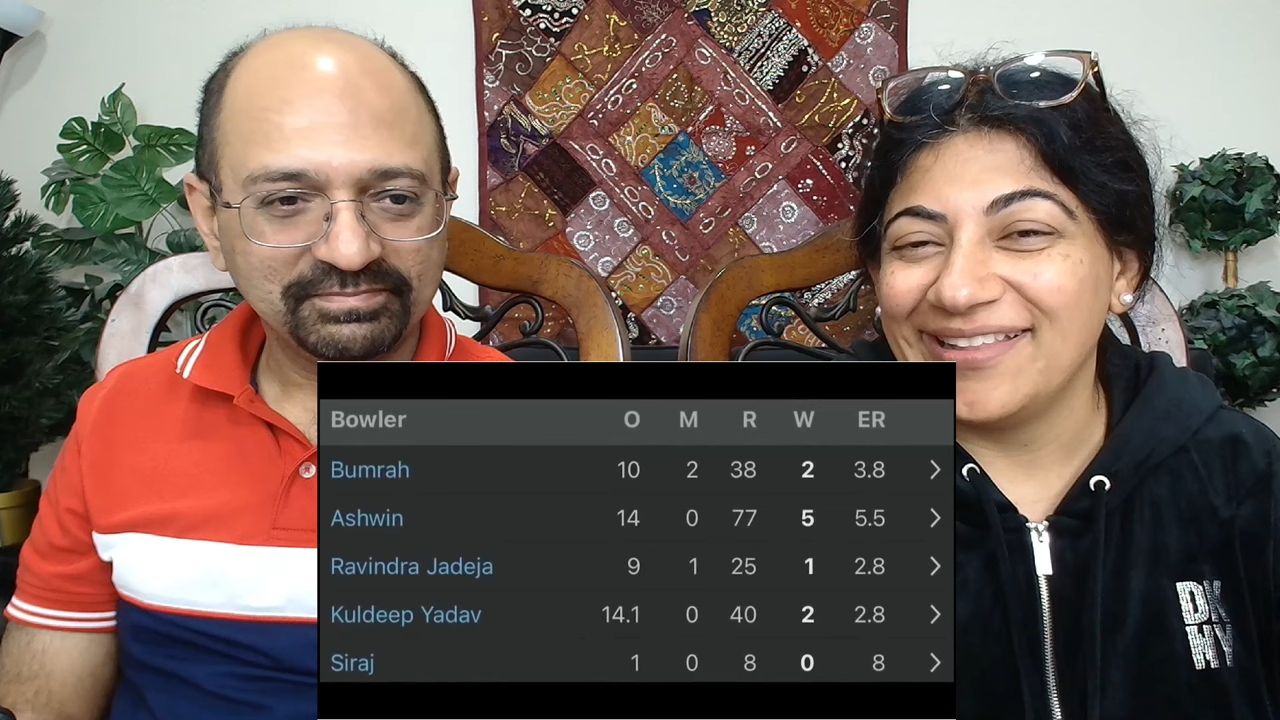 Bowler O M R W ER
Bumrah 10 2 38 2 3.8
Ashwin 14 0 77 5 5.5
Ravindra Jadeja 9 1 25 1 2.8
Kuldeep Yadav 14.1 0 40 2 2.8
Siraj 1 0 8 0 8
DK
NY